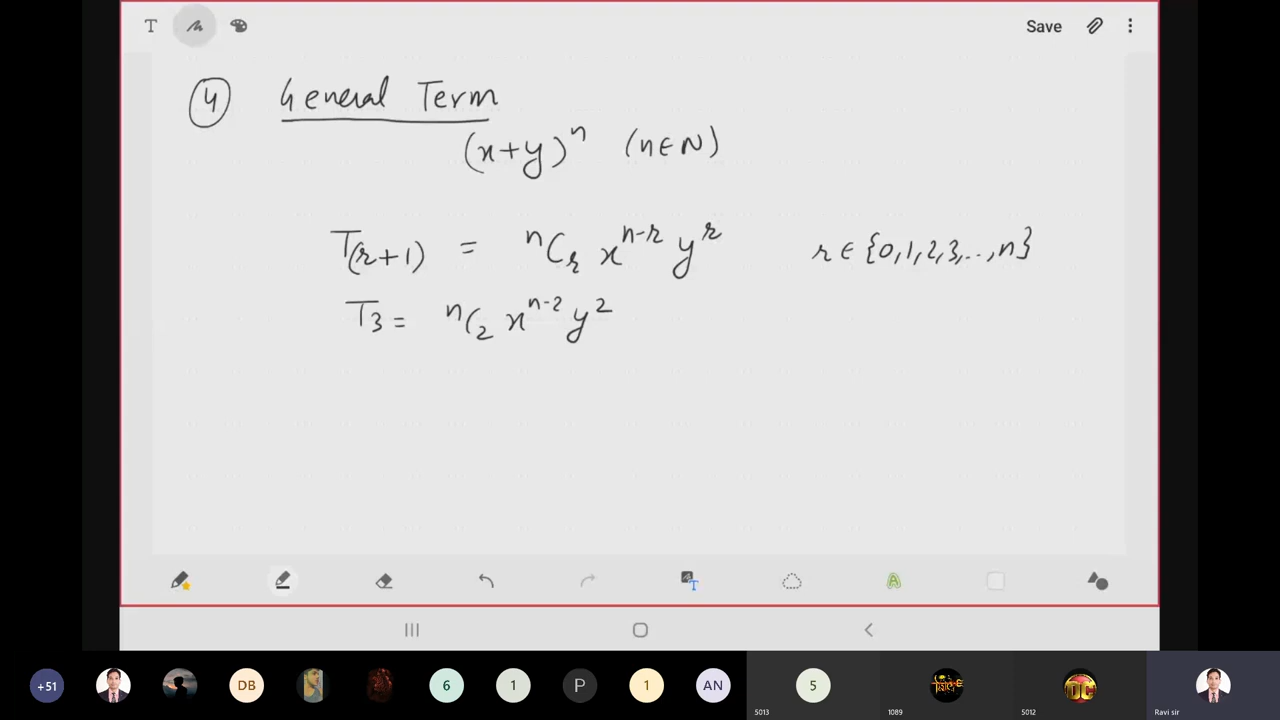 T Save
④ General Term
(x+y)ⁿ (n∈N)
T(r+1) = ⁿCᵣ xⁿ⁻ʳ yʳ r ∈ {0,1,2,3,..,n}
T₃ = ⁿC₂ xⁿ⁻² y²
T A
+51 DB 6 1 P 1 AN 5
5013 1089 5012 Ravi sir
DC